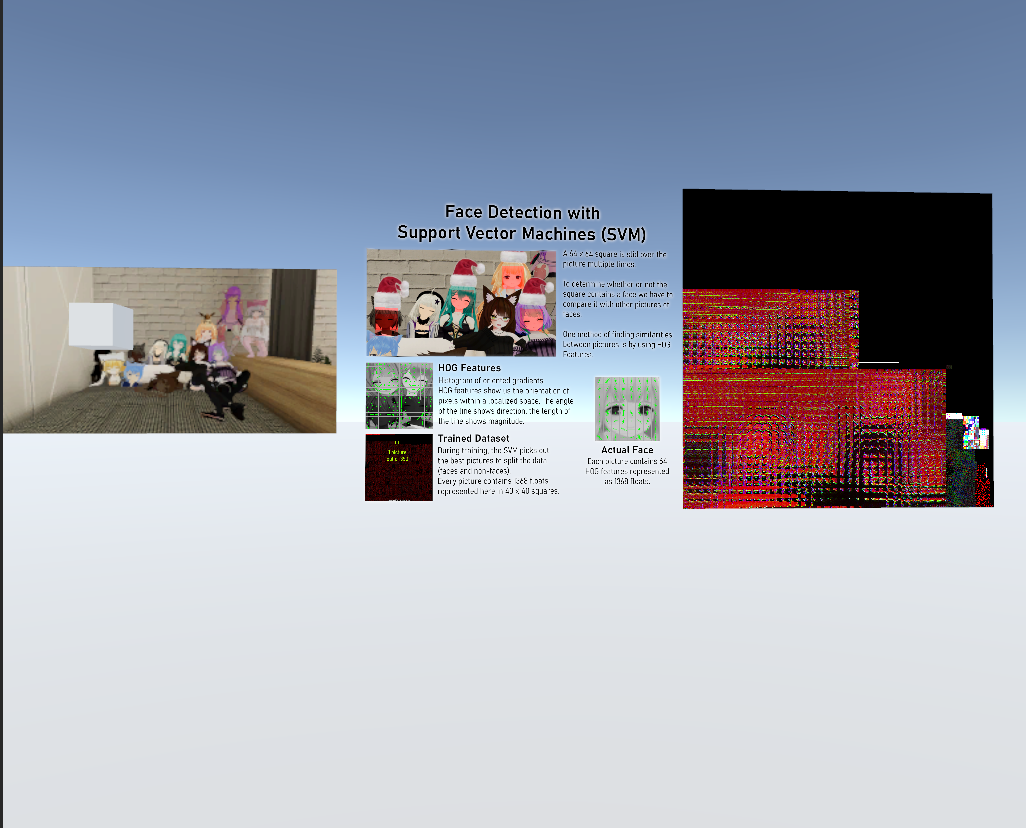 Face Detection with
Support Vector Machines (SVM)
A 64 x 64 square is slid over the
picture multiple times.
To determine whether or not the
square contains a face we have to
compare it with other pictures of
faces.
One method of finding similarities
between pictures is by using HOG
Features.
HOG Features
Histogram of oriented gradients.
HOG features show us the orientation of
pixels within a localized space. The angle
of the line shows direction, the length of
the line shows magnitude.
Trained Dataset
During training, the SVM picks out
the best pictures to split the data
(faces and non-faces).
Every picture contains 1368 floats
represented here in 40 x 40 squares.
Actual Face
Each picture contains 64
HOG features represented
as 1368 floats.